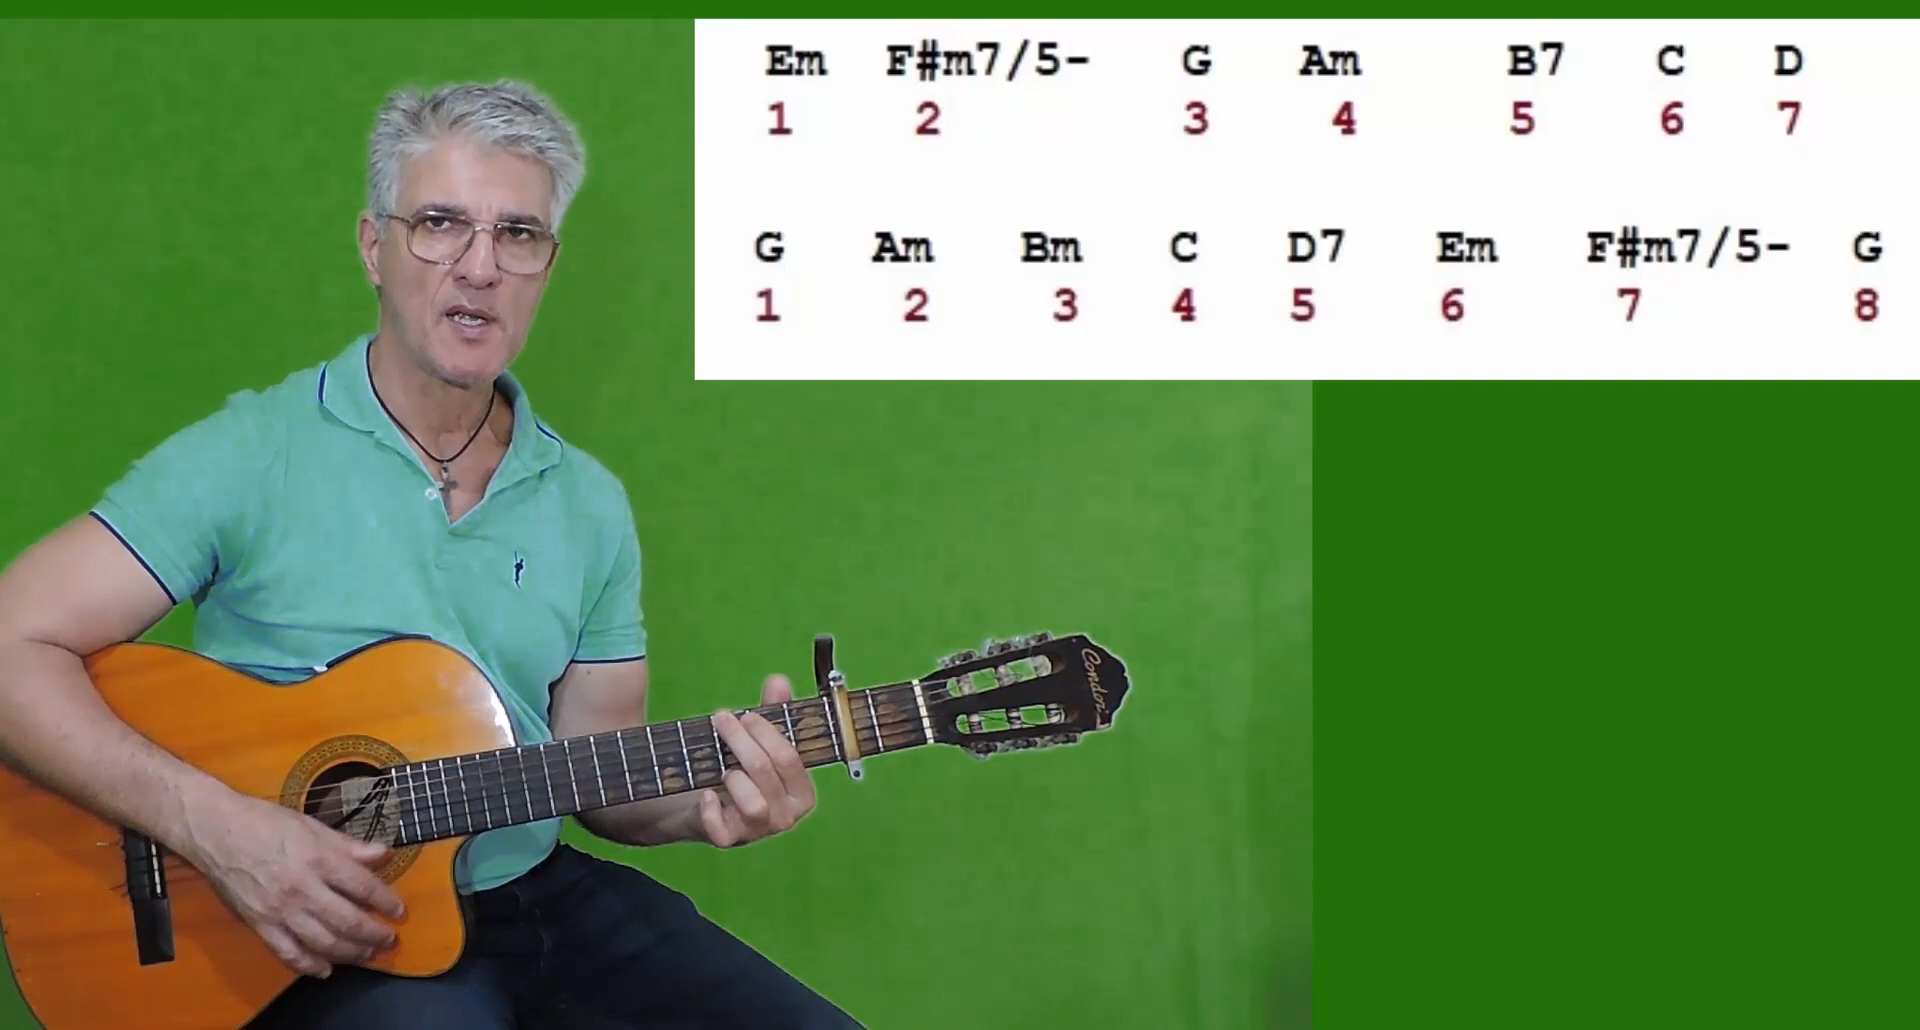 Em F#m7/5- G Am B7 C D
1 2 3 4 5 6 7
G Am Bm C D7 Em F#m7/5- G
1 2 3 4 5 6 7 8
Condor